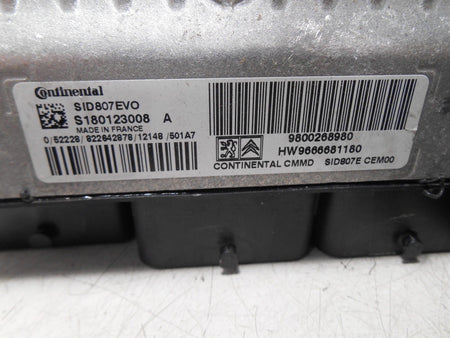 Continental
SID807EVO
S180123008 A
MADE IN FRANCE
0/52228/822642878/12148/501A7
9800268980
HW9666681180
CONTINENTAL CMMD SID807E CEM00